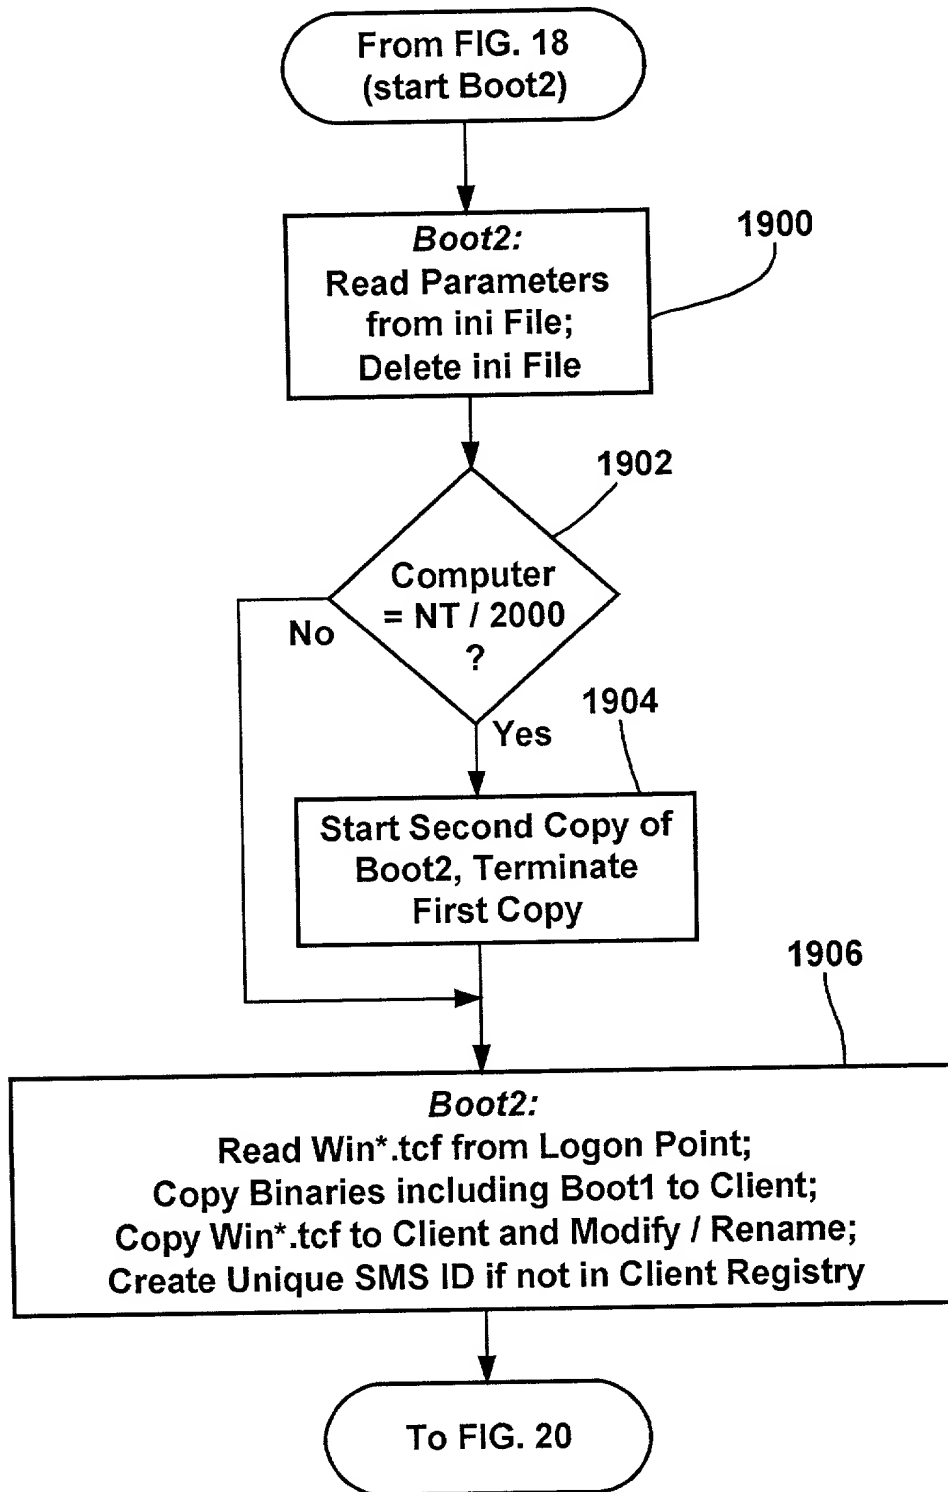 From FIG. 18
(start Boot2)
1900
Boot2:
Read Parameters
from ini File;
Delete ini File
1902
Computer
= NT / 2000
?
No
Yes
1904
Start Second Copy of
Boot2, Terminate
First Copy
1906
Boot2:
Read Win*.tcf from Logon Point;
Copy Binaries including Boot1 to Client;
Copy Win*.tcf to Client and Modify / Rename;
Create Unique SMS ID if not in Client Registry
To FIG. 20